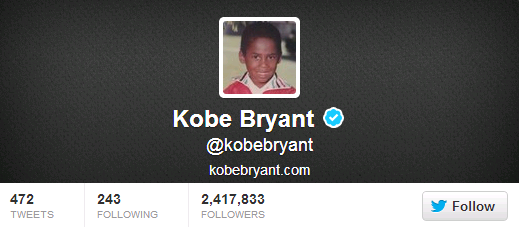 Kobe Bryant
@kobebryant
kobebryant.com
472 243 2,417,833
TWEETS FOLLOWING FOLLOWERS
Follow